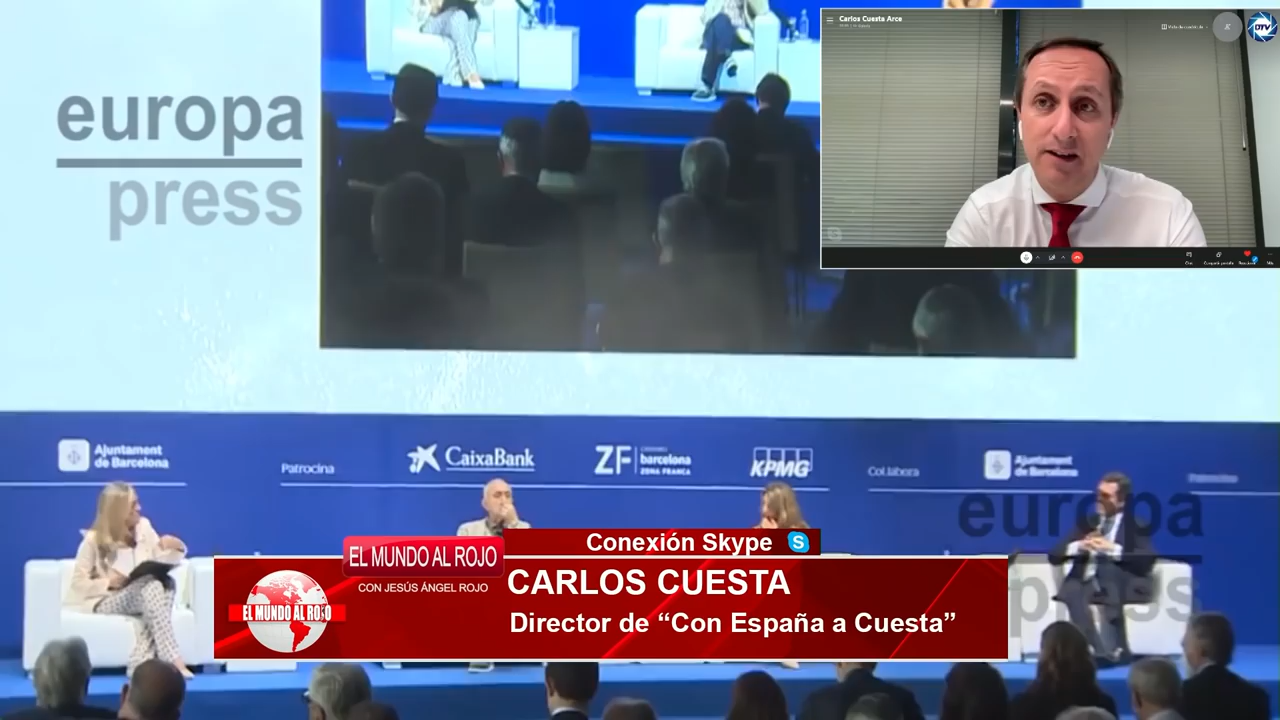 europa
press
Carlos Cuesta Arce
DTV
Ajuntament
de Barcelona
Patrocina
CaixaBank
ZF
barcelona
ZONA FRANCA
KPMG
Col·labora
Ajuntament
de Barcelona
europa
press
Conexión Skype
EL MUNDO AL ROJO
CON JESÚS ÁNGEL ROJO
EL MUNDO AL ROJO
CARLOS CUESTA
Director de “Con España a Cuesta”